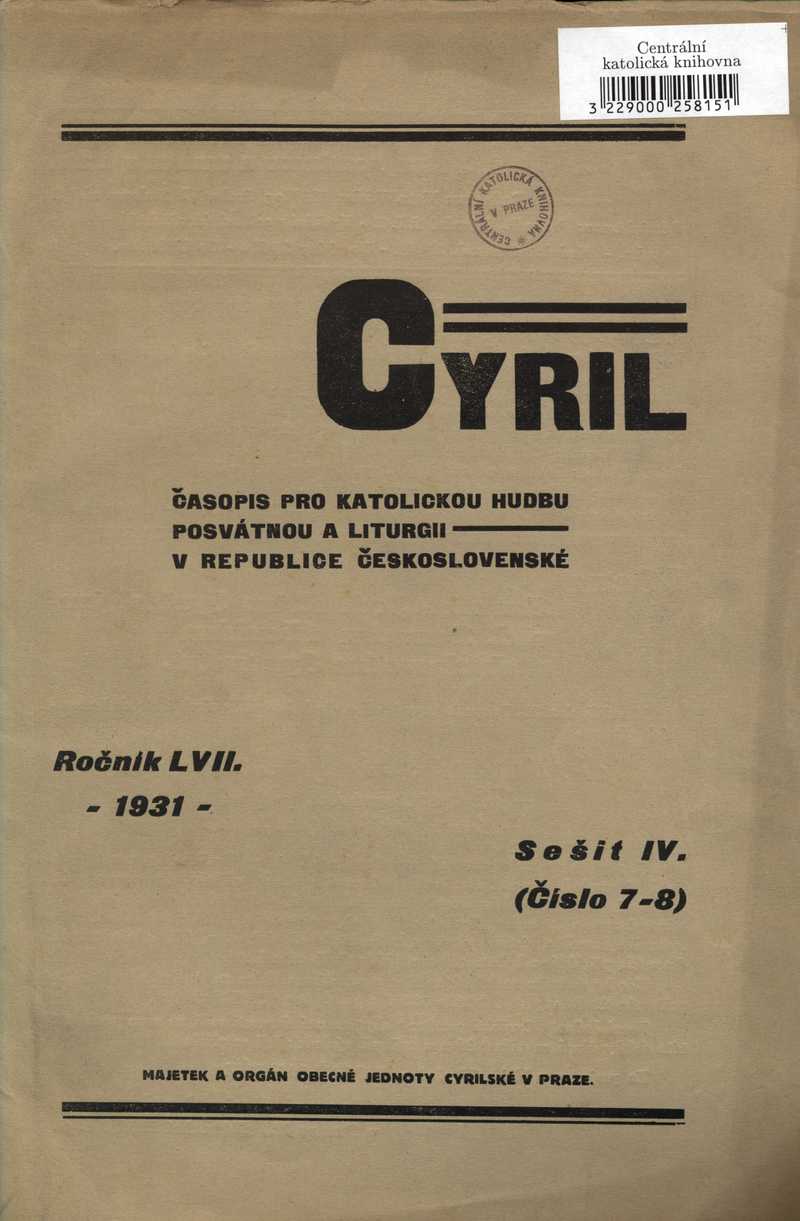 Centrální
katolická knihovna
3 229000 258151
CENTRÁLNÍ KATOLICKÁ KNIHOVNA
V PRAZE
CYRIL
ČASOPIS PRO KATOLICKOU HUDBU
POSVÁTNOU A LITURGII
V REPUBLICE ČESKOSLOVENSKÉ
Ročník LVII.
- 1931 -
Sešit IV.
(Číslo 7-8)
MAJETEK A ORGÁN OBECNÉ JEDNOTY CYRILSKÉ V PRAZE.